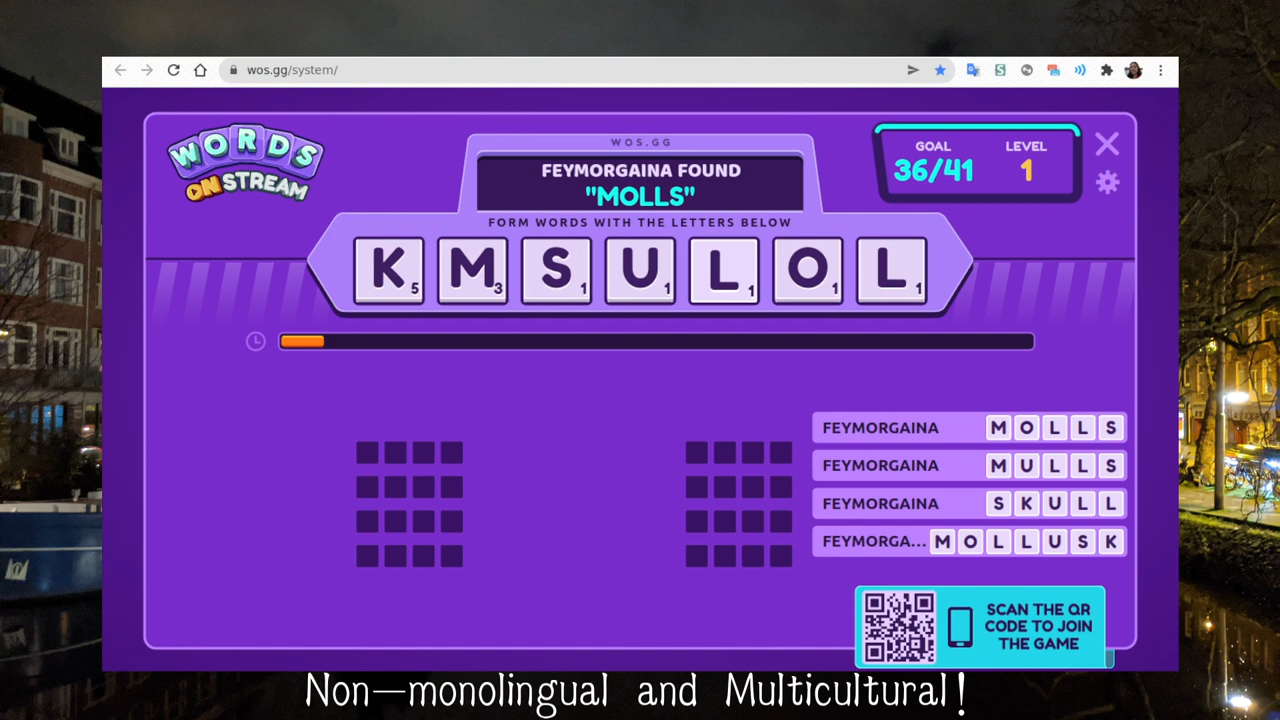 wos.gg/system/
WORDS
ON STREAM
WOS.GG
FEYMORGAINA FOUND
"MOLLS"
FORM WORDS WITH THE LETTERS BELOW
GOAL LEVEL
36/41 1
K5 M3 S1 U1 L1 O1 L1
FEYMORGAINA MOLLS
FEYMORGAINA MULLS
FEYMORGAINA SKULL
FEYMORGA... MOLLUSK
SCAN THE QR
CODE TO JOIN
THE GAME
Non-monolingual and Multicultural!